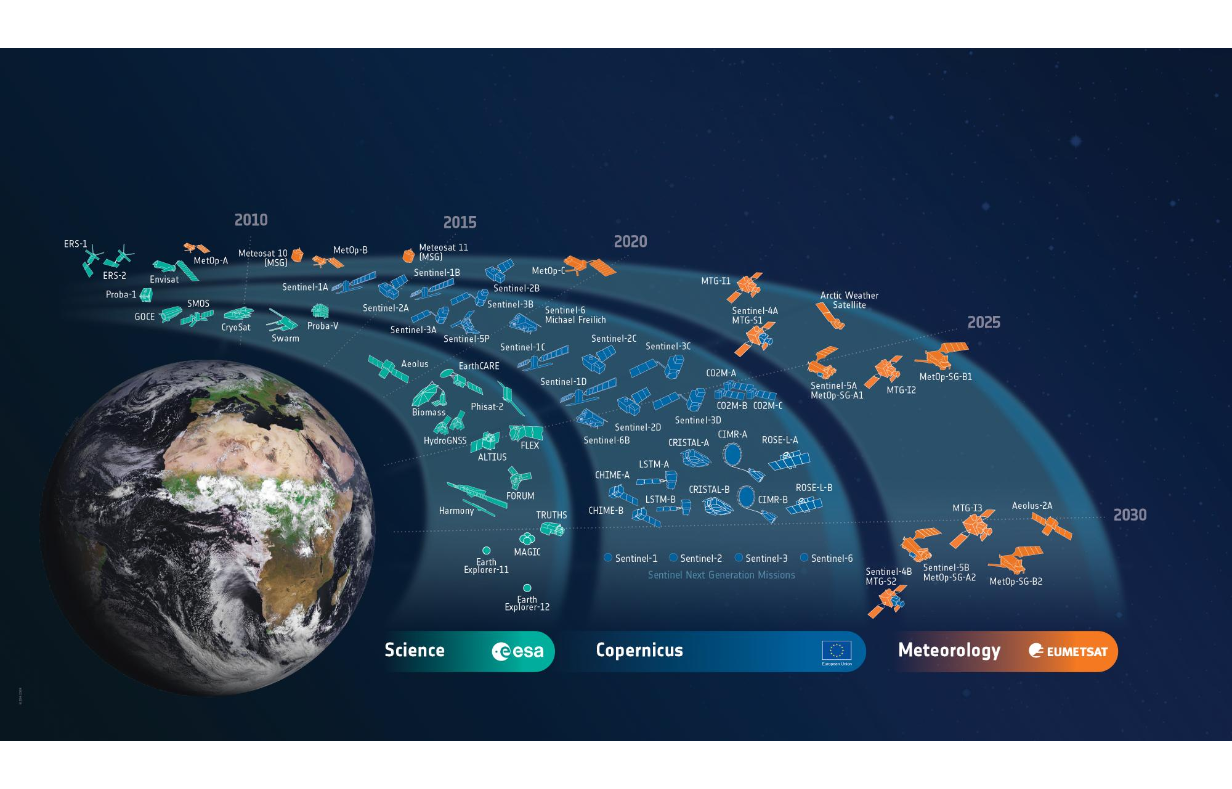 2010
2015
2020
ERS-1
ERS-2
Envisat
MetOp-A
Meteosat 10
(MSG)
MetOp-B
Meteosat 11
(MSG)
MetOp-C
MTG-I1
Arctic Weather
Satellite
2025
Proba-1
GOCE
SMOS
CryoSat
Swarm
Proba-V
Sentinel-1A
Sentinel-2A
Sentinel-1B
Sentinel-2B
Sentinel-3A
Sentinel-3B
Sentinel-5P
Sentinel-6
Michael Freilich
Sentinel-4A
MTG-S1
Sentinel-1C
Sentinel-2C
Sentinel-3C
Sentinel-1D
Sentinel-2D
Sentinel-3D
Sentinel-6B
CO2M-A
CO2M-B
CO2M-C
Sentinel-5A
MetOp-SG-A1
MTG-I2
MetOp-SG-B1
Aeolus
EarthCARE
Biomass
Phisat-2
HydroGNSS
ALTIUS
FLEX
FORUM
Harmony
TRUTHS
MAGIC
Earth
Explorer-11
Earth
Explorer-12
CRISTAL-A
CIMR-A
ROSE-L-A
CHIME-A
LSTM-A
CHIME-B
LSTM-B
CRISTAL-B
CIMR-B
ROSE-L-B
Sentinel-1
Sentinel-2
Sentinel-3
Sentinel-6
Sentinel Next Generation Missions
MTG-I3
Aeolus-2A
2030
Sentinel-4B
MTG-S2
Sentinel-5B
MetOp-SG-A2
MetOp-SG-B2
Science
esa
Copernicus
European Union
Meteorology
EUMETSAT